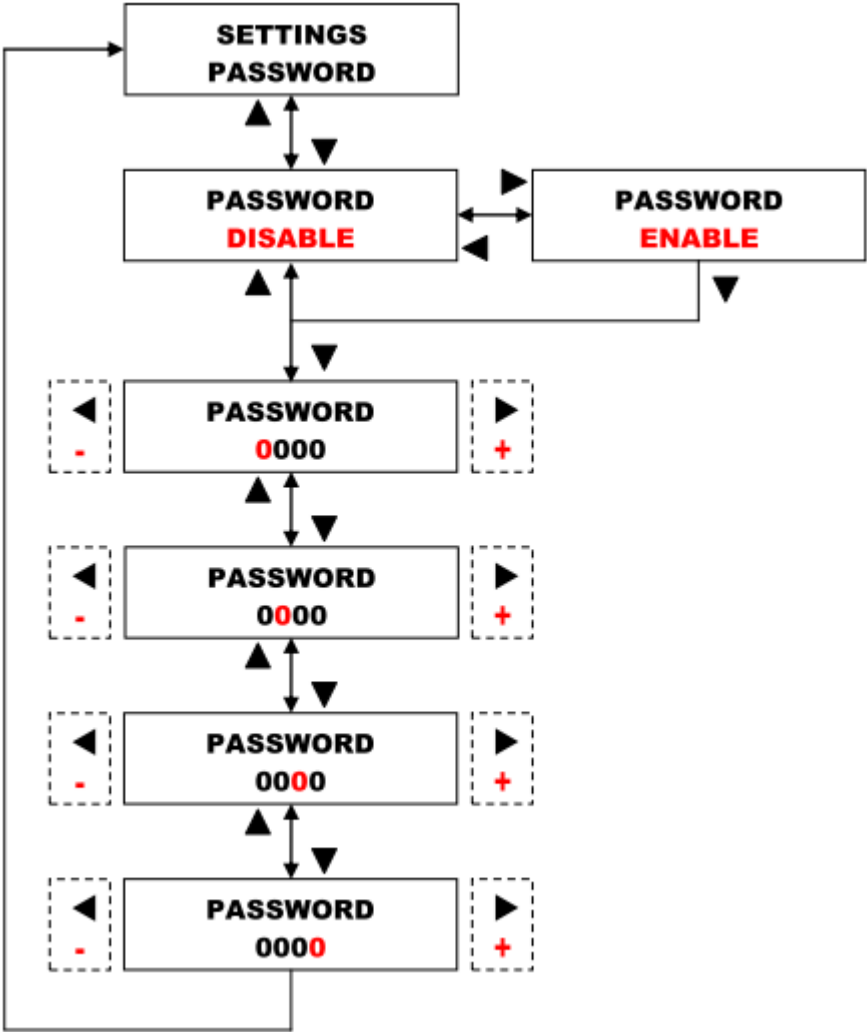 SETTINGS
PASSWORD
PASSWORD
DISABLE
PASSWORD
ENABLE
PASSWORD
0000
-
+
PASSWORD
0000
-
+
PASSWORD
0000
-
+
PASSWORD
0000
-
+